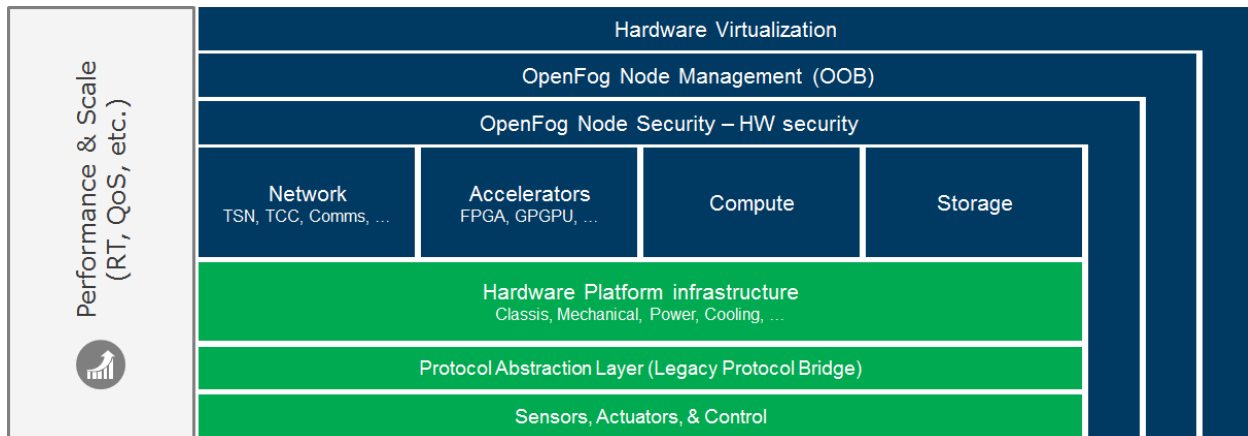 Performance & Scale
(RT, QoS, etc.)
Hardware Virtualization
OpenFog Node Management (OOB)
OpenFog Node Security – HW security
Network
TSN, TCC, Comms, …
Accelerators
FPGA, GPGPU, …
Compute
Storage
Hardware Platform infrastructure
Classis, Mechanical, Power, Cooling, …
Protocol Abstraction Layer (Legacy Protocol Bridge)
Sensors, Actuators, & Control